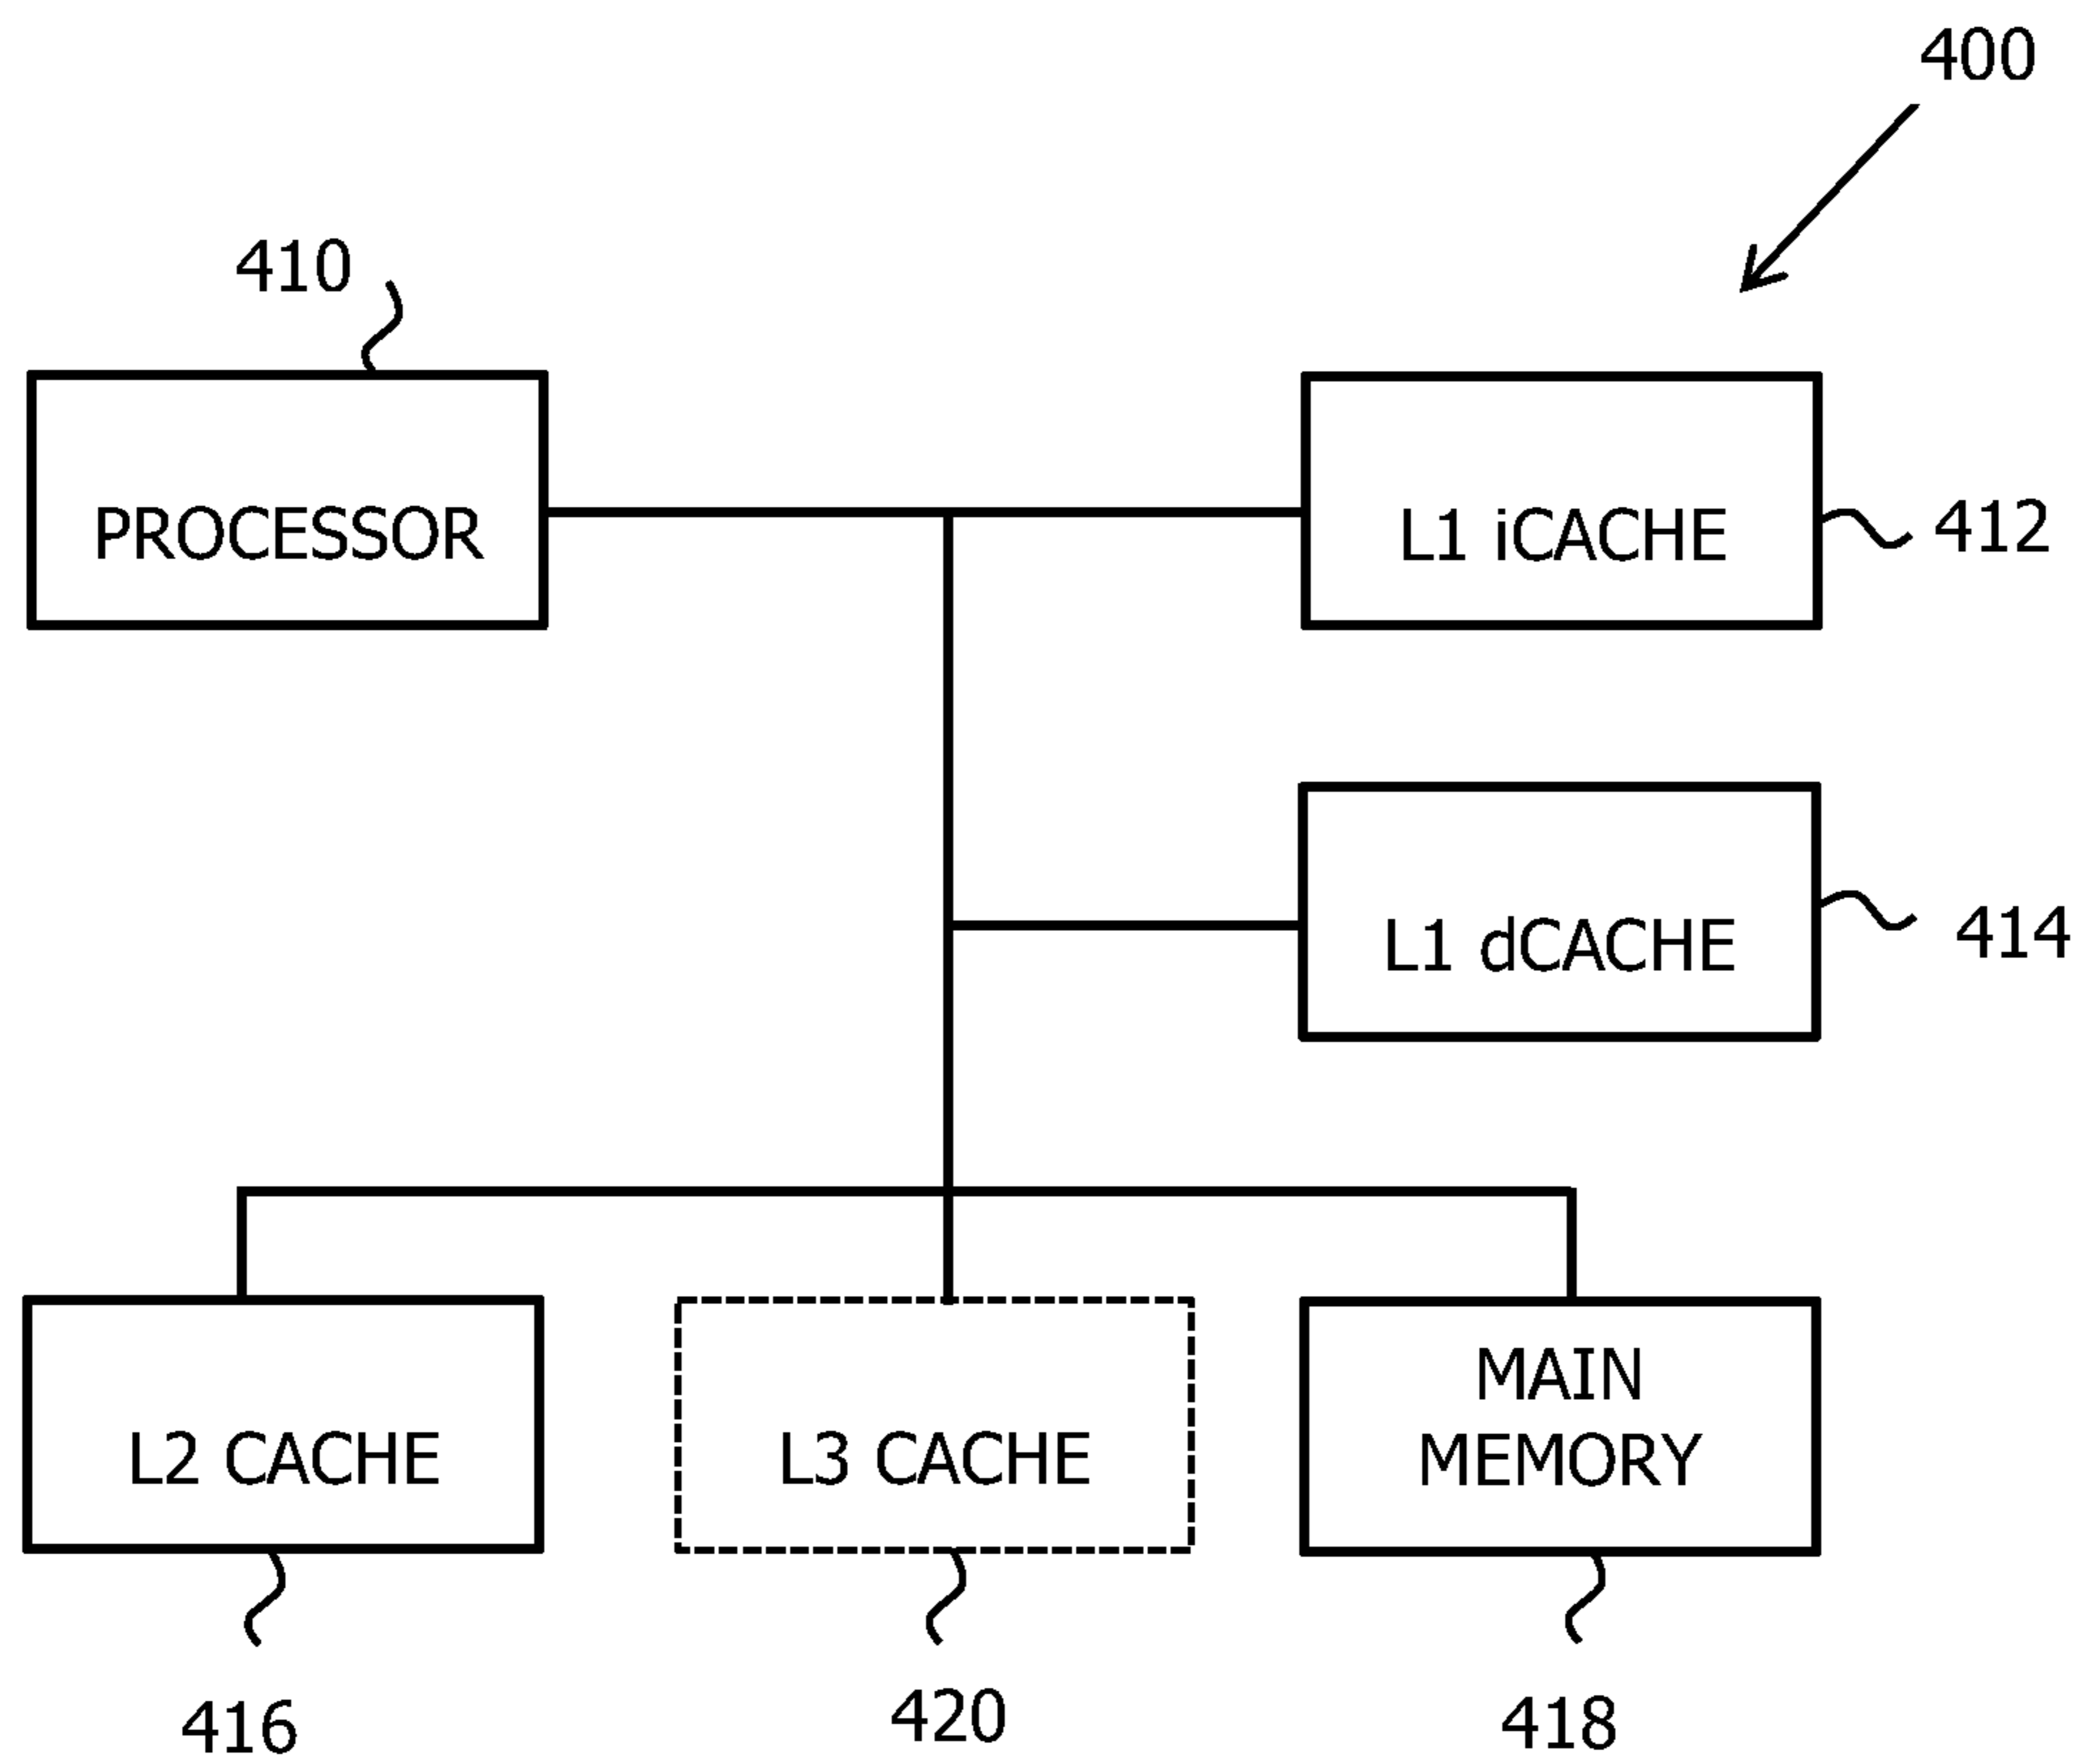 400
410
PROCESSOR
L1 iCACHE
412
L1 dCACHE
414
L2 CACHE
L3 CACHE
MAIN
MEMORY
416
420
418